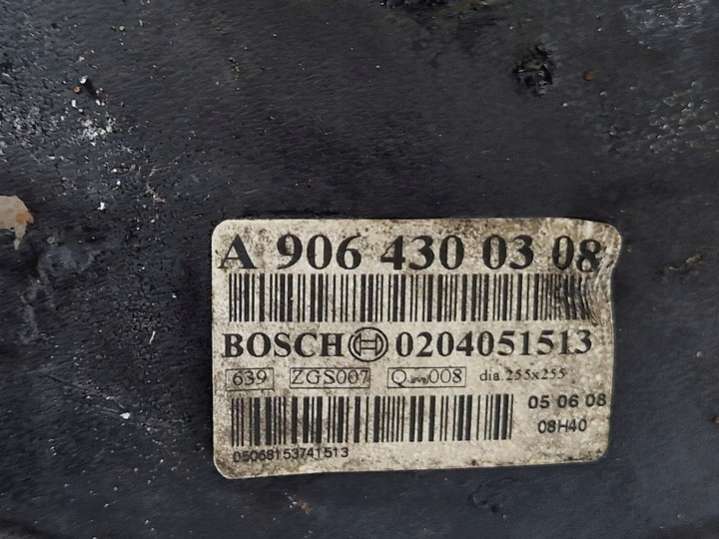 A 906 430 03 08
BOSCH 0204051513
639 ZGS007 Q 008 dia.255x255
05 06 08
08H40
05068153741513